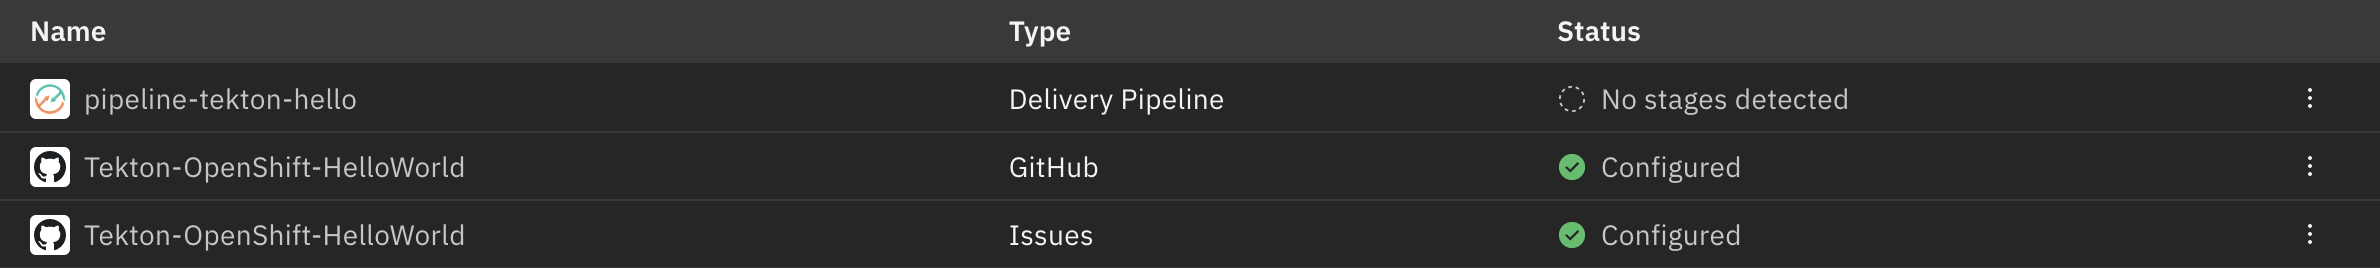 Name Type Status
pipeline-tekton-hello Delivery Pipeline No stages detected
Tekton-OpenShift-HelloWorld GitHub Configured
Tekton-OpenShift-HelloWorld Issues Configured